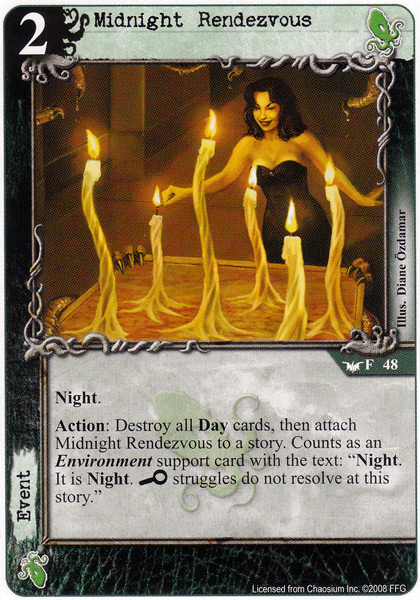 2
Midnight Rendezvous
Illus. Diane Özdamar
F 48
Night.
Action: Destroy all Day cards, then attach
Midnight Rendezvous to a story. Counts as an
Environment support card with the text: “Night.
It is Night. struggles do not resolve at this
story.”
Event
Licensed from Chaosium Inc. ©2008 FFG